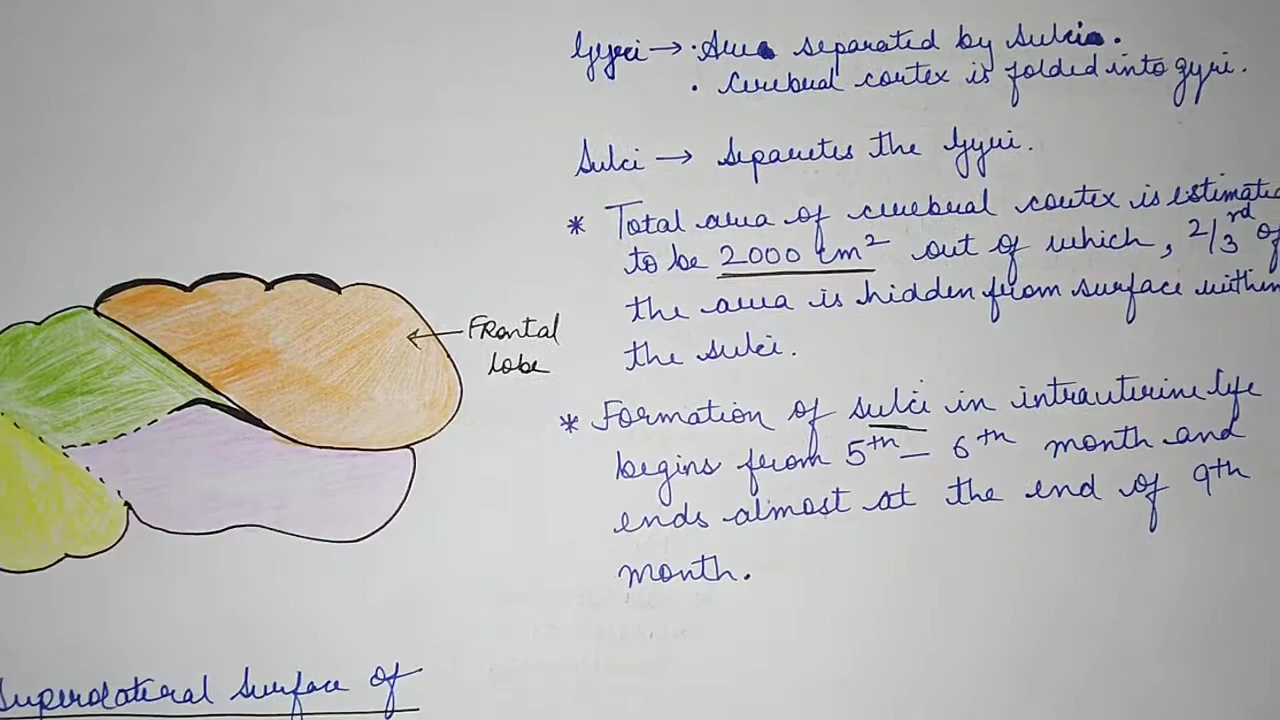 Gyri → · Area separated by sulci.
· Cerebral cortex is folded into gyri.
Sulci → Separetes the Gyri.
* Total area of cerebral cortex is estimated
to be 2000 cm² out of which, 2/3rd of
the area is hidden from surface within
the sulci.
Frontal
lobe
* Formation of sulci in intrauterine life
begins from 5th - 6th month and
ends almost at the end of 9th
month.
Superolateral Surface of